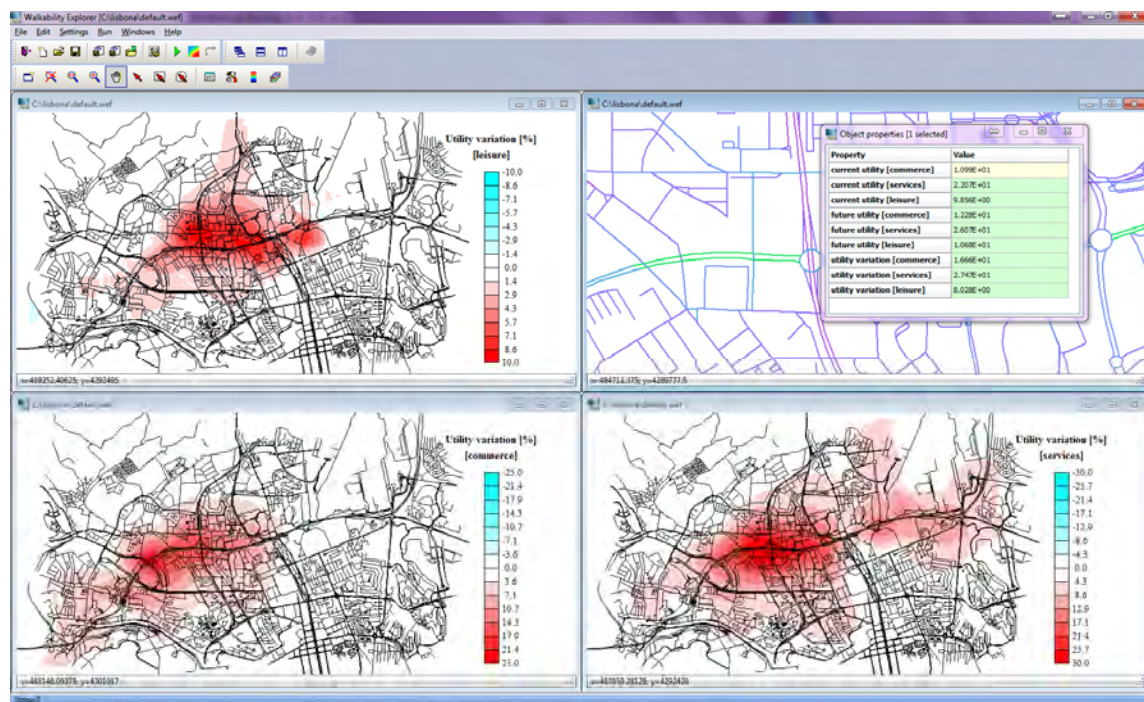 Walkability Explorer [C:\lisbona\default.wef]
File Edit Settings Run Windows Help
C:\lisbona\default.wef
Utility variation [%]
[leisure]
-10.0
-8.6
-7.1
-5.7
-4.3
-2.9
-1.4
0.0
1.4
2.9
4.3
5.7
7.1
8.6
10.0
x=489252.40625; y=4292495
C:\lisbona\default.wef
Object properties [1 selected]
Property Value
current utility [commerce] 1.099E+01
current utility [services] 2.207E+01
current utility [leisure] 9.856E+00
future utility [commerce] 1.228E+01
future utility [services] 2.607E+01
future utility [leisure] 1.068E+01
utility variation [commerce] 1.666E+01
utility variation [services] 2.747E+01
utility variation [leisure] 8.028E+00
x=484712.375; y=4289777.5
Utility variation [%]
[commerce]
-25.0
-21.4
-17.9
-14.3
-10.7
-7.1
-3.6
0.0
3.6
7.1
10.7
14.3
17.9
21.4
25.0
x=488146.09375; y=4301017
Utility variation [%]
[services]
-30.0
-25.7
-21.4
-17.1
-12.9
-8.6
-4.3
0.0
4.3
8.6
12.9
17.1
21.4
25.7
30.0